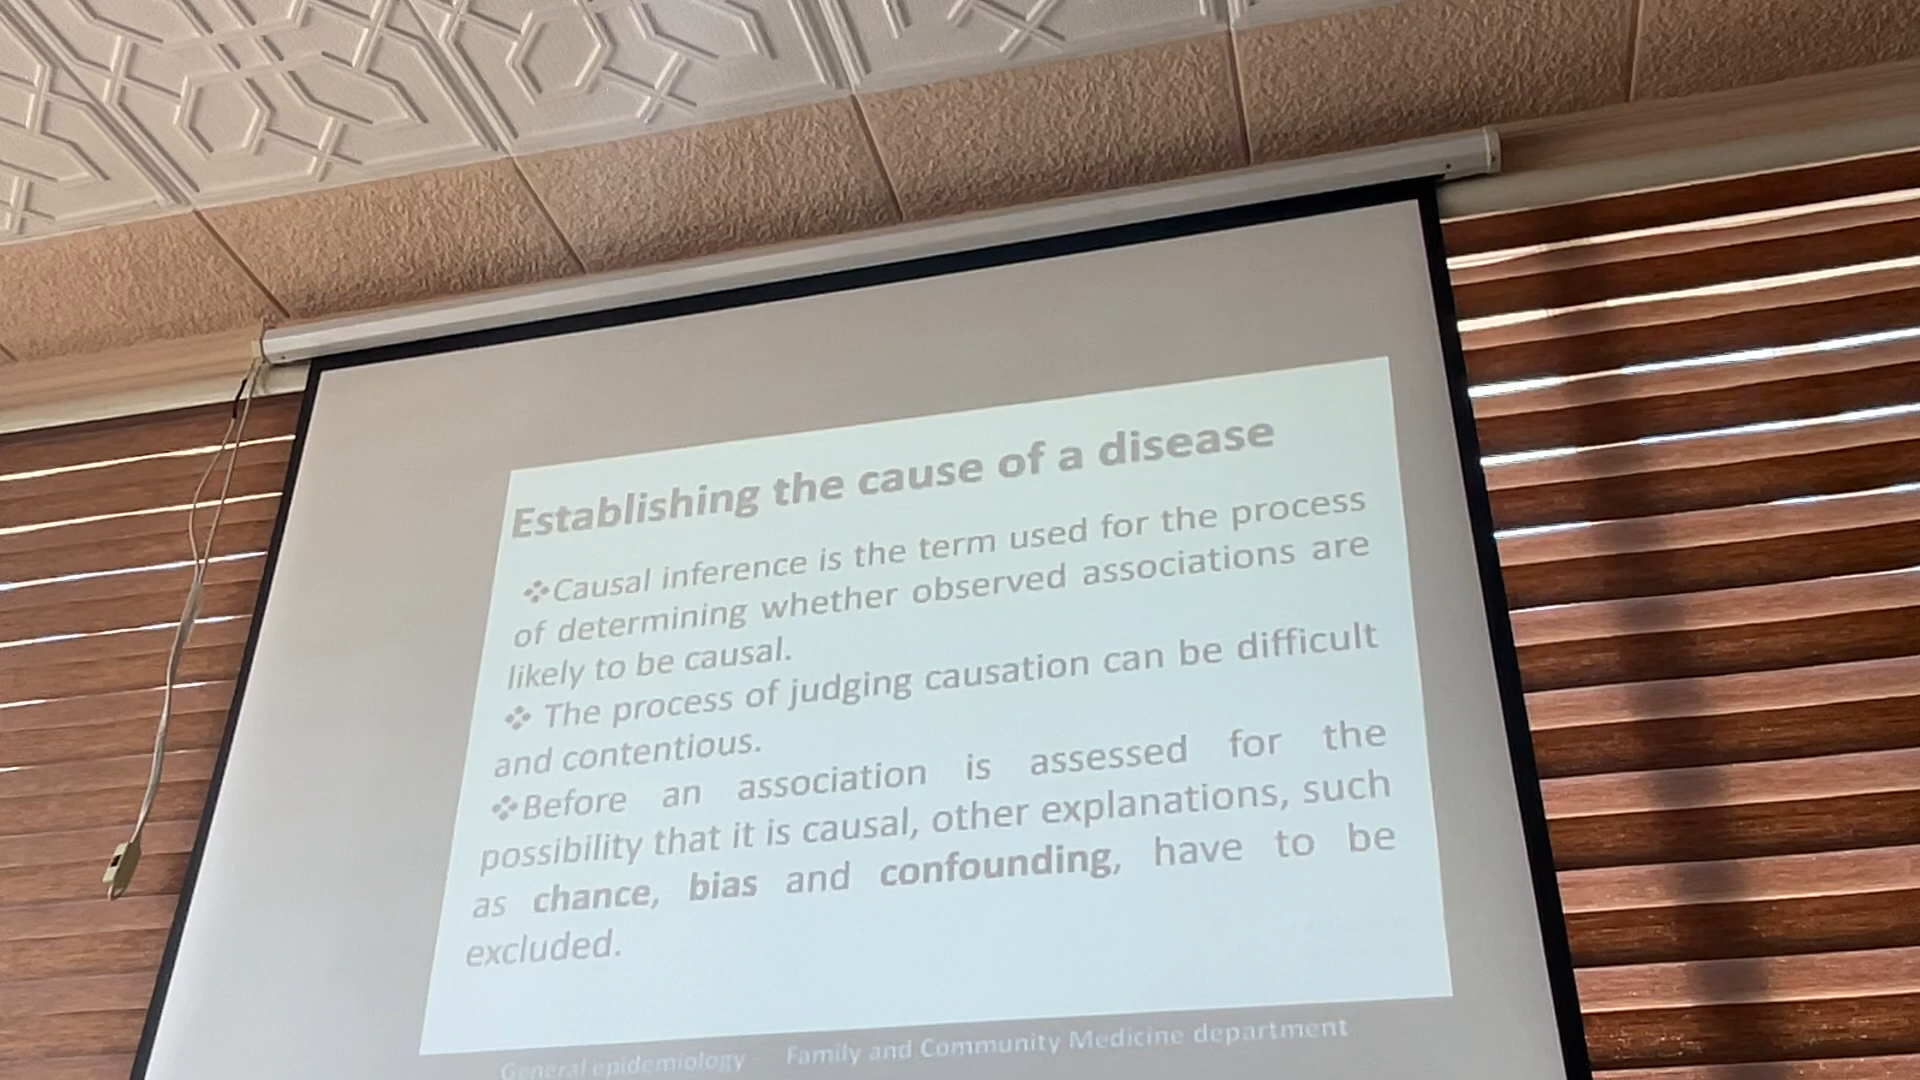 Establishing the cause of a disease
❖Causal inference is the term used for the process
of determining whether observed associations are
likely to be causal.
❖ The process of judging causation can be difficult
and contentious.
❖Before an association is assessed for the
possibility that it is causal, other explanations, such
as chance, bias and confounding, have to be
excluded.
General epidemiology Family and Community Medicine department